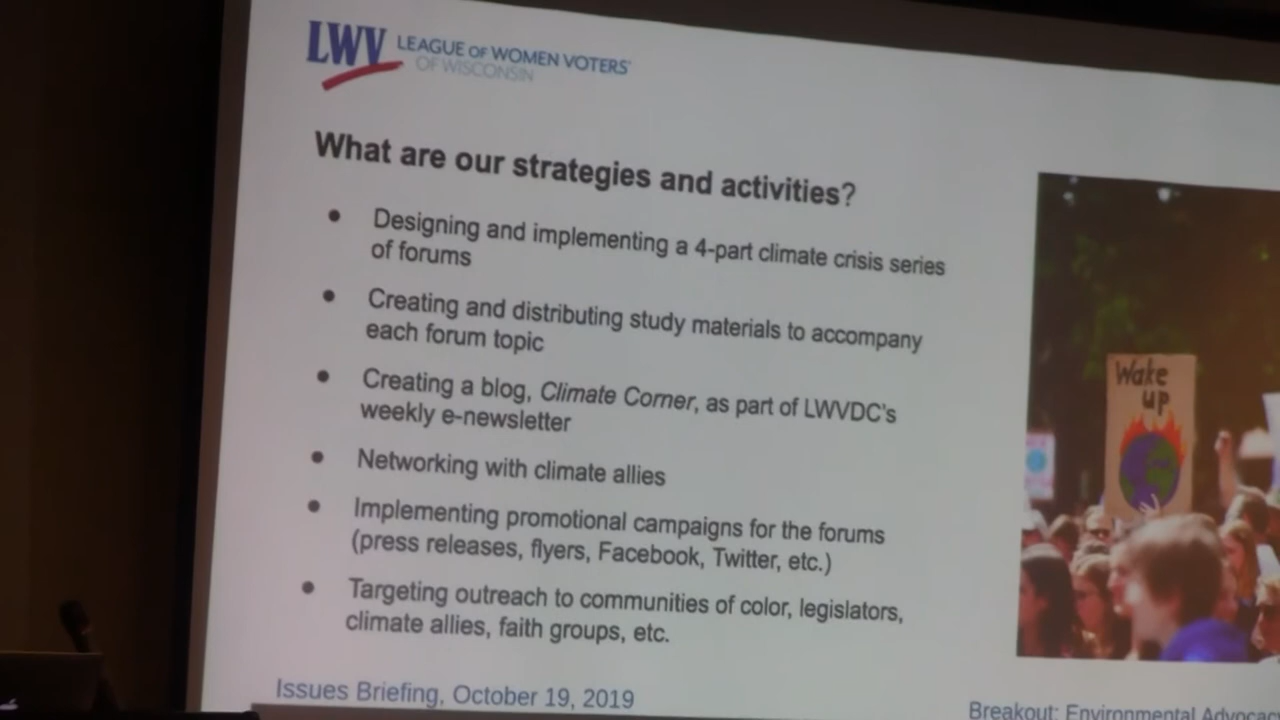 LWV LEAGUE OF WOMEN VOTERS®
OF WISCONSIN
What are our strategies and activities?
● Designing and implementing a 4-part climate crisis series
of forums
● Creating and distributing study materials to accompany
each forum topic
● Creating a blog, Climate Corner, as part of LWVDC's
weekly e-newsletter
● Networking with climate allies
● Implementing promotional campaigns for the forums
(press releases, flyers, Facebook, Twitter, etc.)
● Targeting outreach to communities of color, legislators,
climate allies, faith groups, etc.
Wake
up
Issues Briefing, October 19, 2019
Breakout: Environmental Advocac